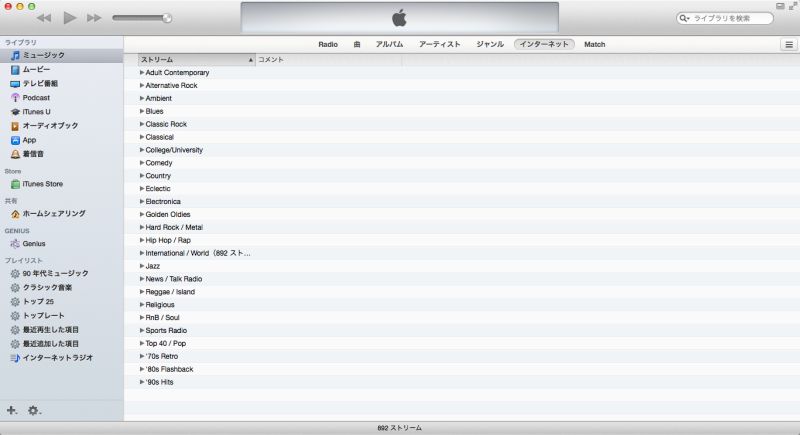 ライブラリを検索
ライブラリ
ミュージック
ムービー
テレビ番組
Podcast
iTunes U
オーディオブック
App
着信音
Store
iTunes Store
共有
ホームシェアリング
GENIUS
Genius
プレイリスト
90 年代ミュージック
クラシック音楽
トップ 25
トップレート
最近再生した項目
最近追加した項目
インターネットラジオ
Radio 曲 アルバム アーティスト ジャンル インターネット Match
ストリーム コメント
Adult Contemporary
Alternative Rock
Ambient
Blues
Classic Rock
Classical
College/University
Comedy
Country
Eclectic
Electronica
Golden Oldies
Hard Rock / Metal
Hip Hop / Rap
International / World（892 スト…
Jazz
News / Talk Radio
Reggae / Island
Religious
RnB / Soul
Sports Radio
Top 40 / Pop
'70s Retro
'80s Flashback
'90s Hits
892 ストリーム